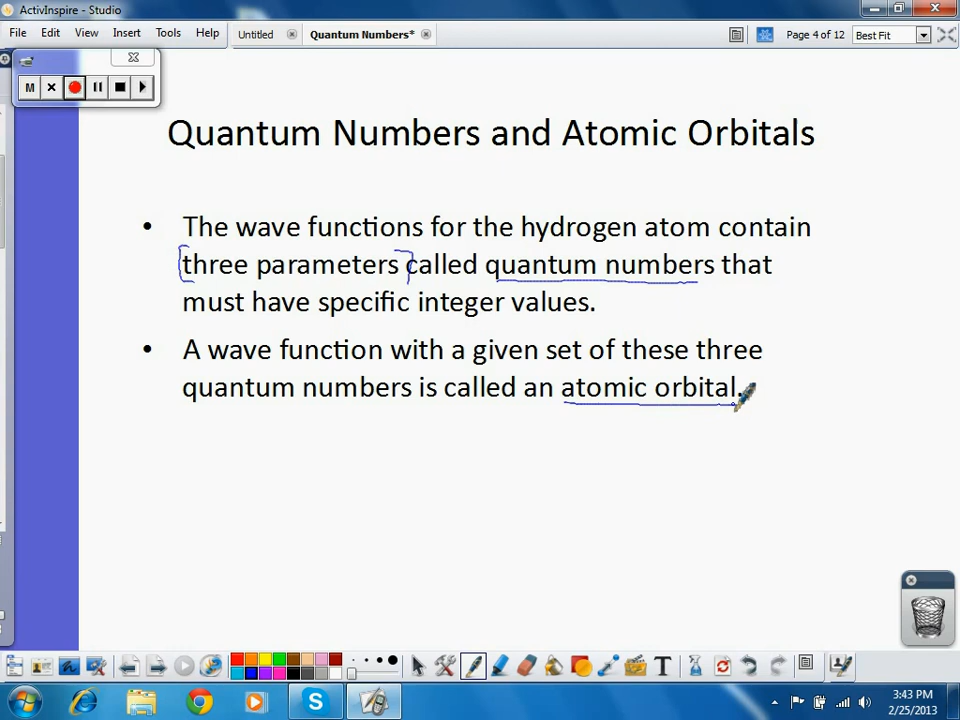 ActivInspire - Studio
File Edit View Insert Tools Help Untitled Quantum Numbers* Page 4 of 12 Best Fit
M
Quantum Numbers and Atomic Orbitals
• The wave functions for the hydrogen atom contain
three parameters called quantum numbers that
must have specific integer values.
• A wave function with a given set of these three
quantum numbers is called an atomic orbital.
T
S
3:43 PM
2/25/2013